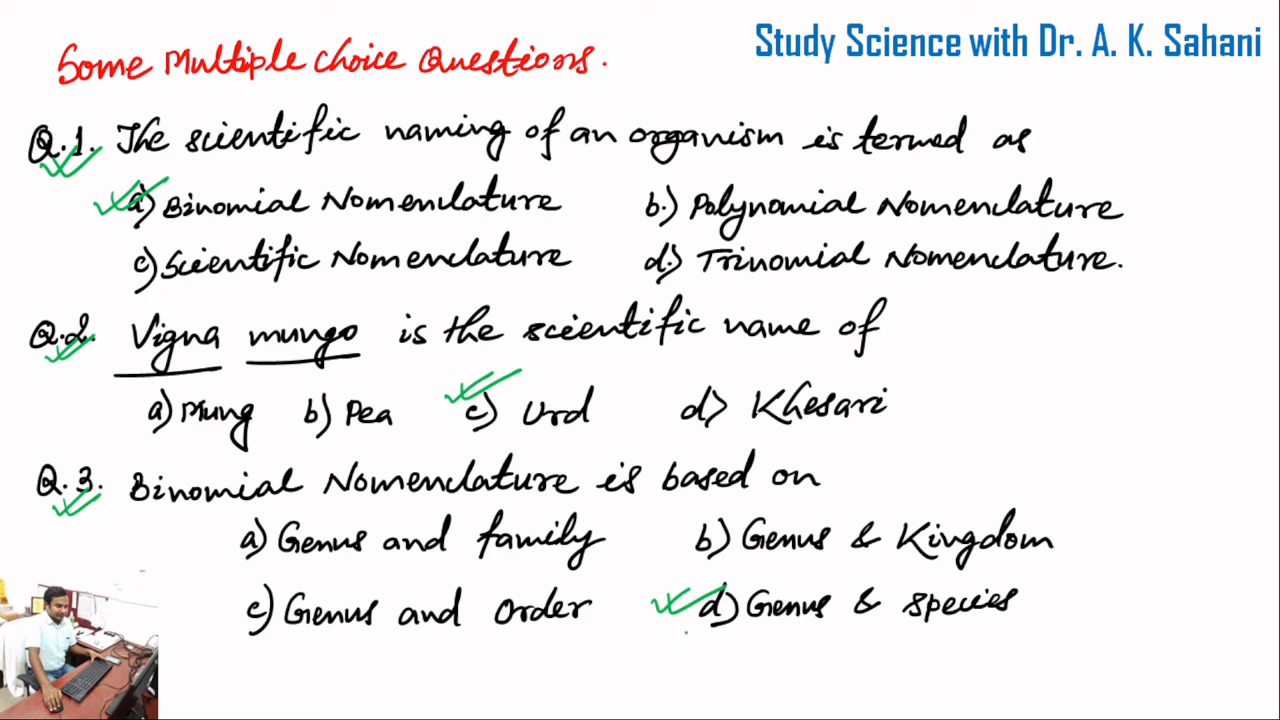 Study Science with Dr. A. K. Sahani
Some Multiple choice Questions.
Q.1. The scientific naming of an organism is termed as
a) Binomial Nomenclature b.) Polynomial Nomenclature
c) Scientific Nomenclature d.) Trinomial Nomenclature.
Q.2. Vigna mungo is the scientific name of
a) Mung b) Pea c) Urd d) Khesari
Q.3. Binomial Nomenclature is based on
a) Genus and family b) Genus & Kingdom
c) Genus and order d) Genus & species